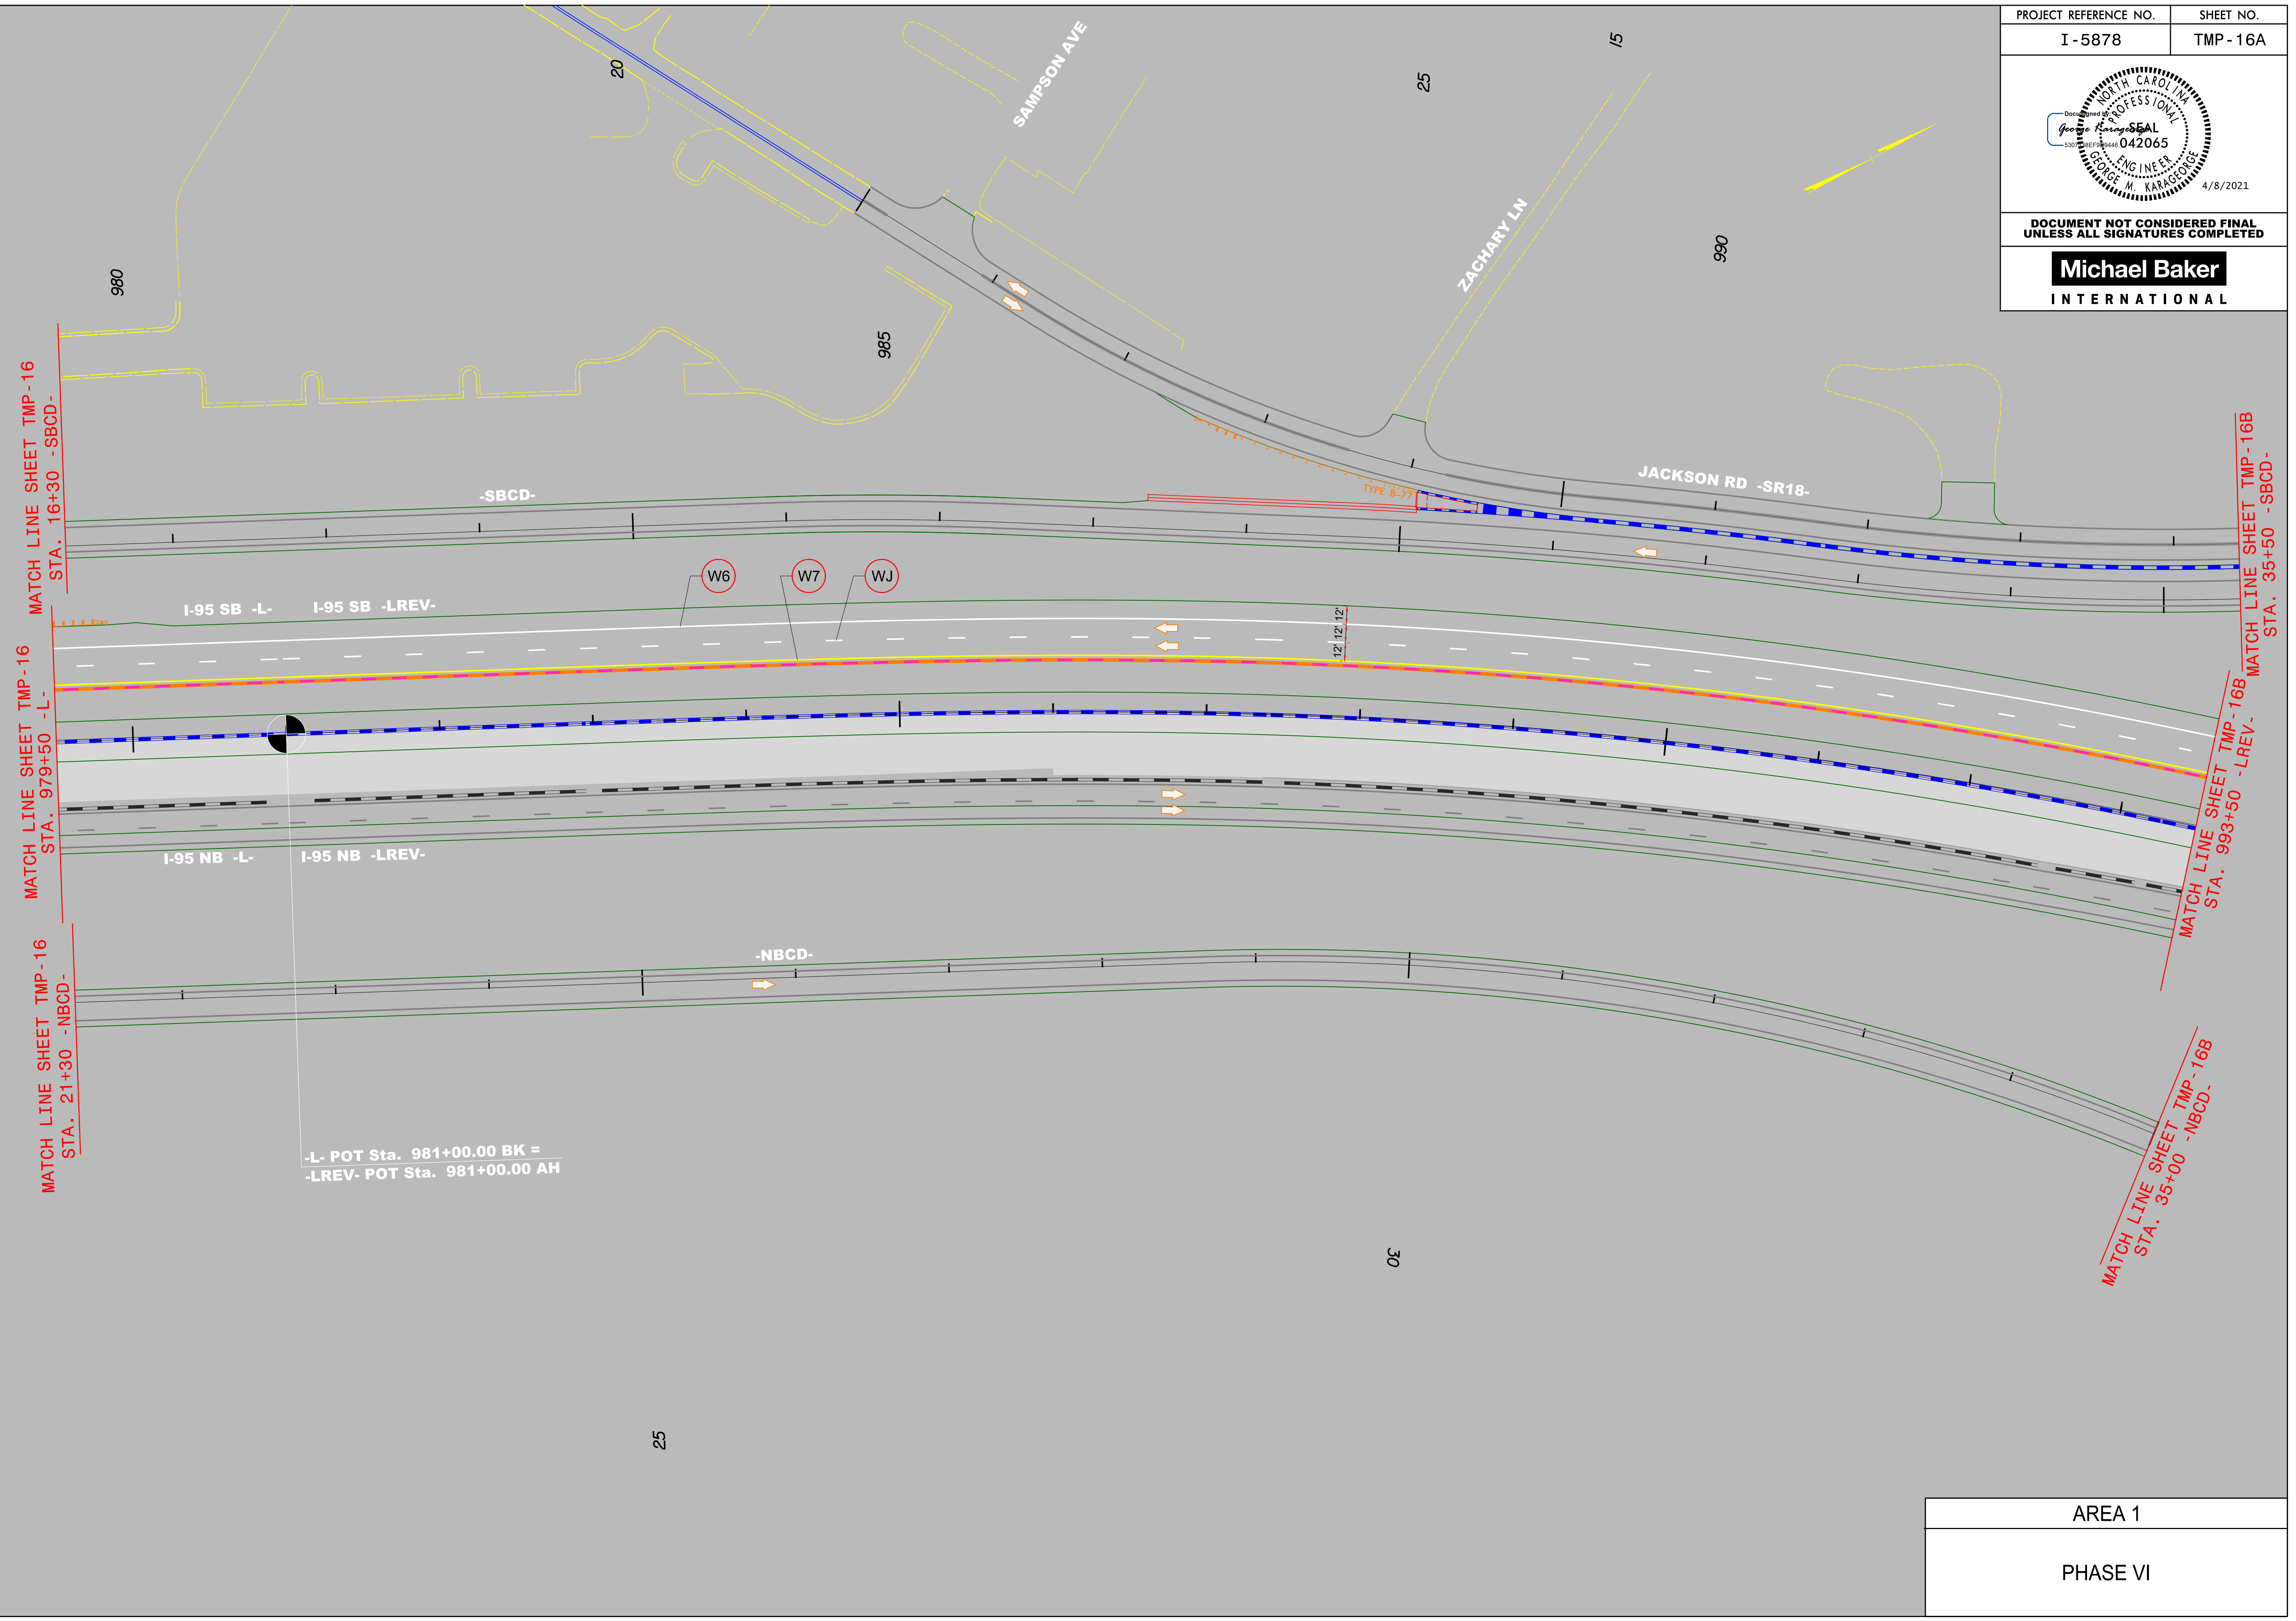 PROJECT REFERENCE NO.
SHEET NO.
I-5878
TMP-16A
NORTH CAROLINA
PROFESSIONAL
SEAL
042065
ENGINEER
GEORGE M. KARAGEORGE
4/8/2021
DOCUMENT NOT CONSIDERED FINAL
UNLESS ALL SIGNATURES COMPLETED
Michael Baker
INTERNATIONAL
15
20
25
SAMPSON AVE
ZACHARY LN
990
980
985
MATCH LINE SHEET TMP-16
STA. 16+30 -SBCD-
-SBCD-
TYPE B-77
JACKSON RD -SR18-
MATCH LINE SHEET TMP-16B
STA. 35+50 -SBCD-
W6
W7
WJ
I-95 SB -L-
I-95 SB -LREV-
12' 12' 12'
MATCH LINE SHEET TMP-16
STA. 979+50 -L-
MATCH LINE SHEET TMP-16B
STA. 993+50 -LREV-
I-95 NB -L-
I-95 NB -LREV-
-NBCD-
MATCH LINE SHEET TMP-16
STA. 21+30 -NBCD-
MATCH LINE SHEET TMP-16B
STA. 35+00 -NBCD-
-L- POT Sta. 981+00.00 BK =
-LREV- POT Sta. 981+00.00 AH
30
25
AREA 1
PHASE VI